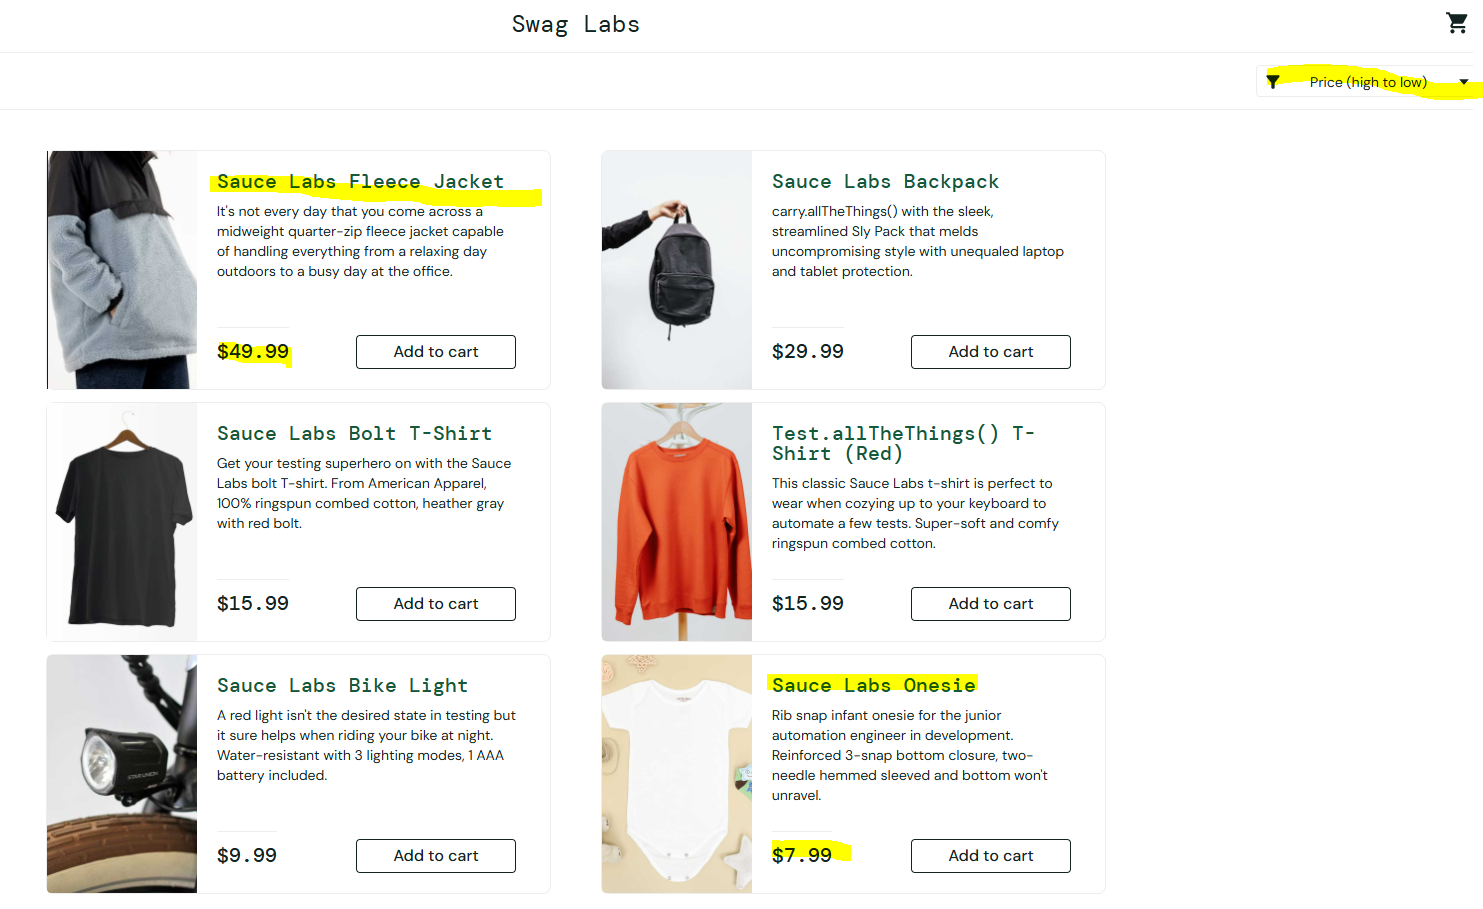 Swag Labs
Price (high to low)
Sauce Labs Fleece Jacket
It's not every day that you come across a
midweight quarter-zip fleece jacket capable
of handling everything from a relaxing day
outdoors to a busy day at the office.
$49.99
Add to cart
Sauce Labs Backpack
carry.allTheThings() with the sleek,
streamlined Sly Pack that melds
uncompromising style with unequaled laptop
and tablet protection.
$29.99
Add to cart
Sauce Labs Bolt T-Shirt
Get your testing superhero on with the Sauce
Labs bolt T-shirt. From American Apparel,
100% ringspun combed cotton, heather gray
with red bolt.
$15.99
Add to cart
Test.allTheThings() T-
Shirt (Red)
This classic Sauce Labs t-shirt is perfect to
wear when cozying up to your keyboard to
automate a few tests. Super-soft and comfy
ringspun combed cotton.
$15.99
Add to cart
Sauce Labs Bike Light
A red light isn't the desired state in testing but
it sure helps when riding your bike at night.
Water-resistant with 3 lighting modes, 1 AAA
battery included.
$9.99
Add to cart
Sauce Labs Onesie
Rib snap infant onesie for the junior
automation engineer in development.
Reinforced 3-snap bottom closure, two-
needle hemmed sleeved and bottom won't
unravel.
$7.99
Add to cart